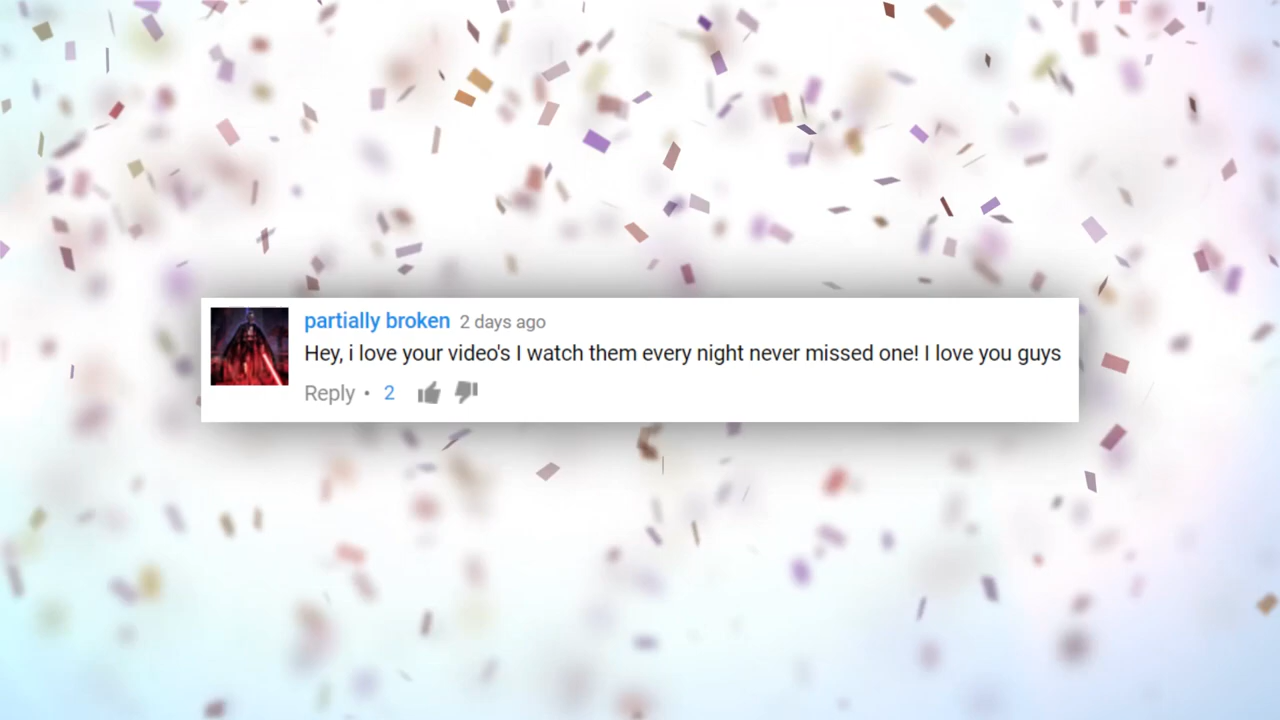 partially broken 2 days ago
Hey, i love your video's I watch them every night never missed one! I love you guys
Reply • 2